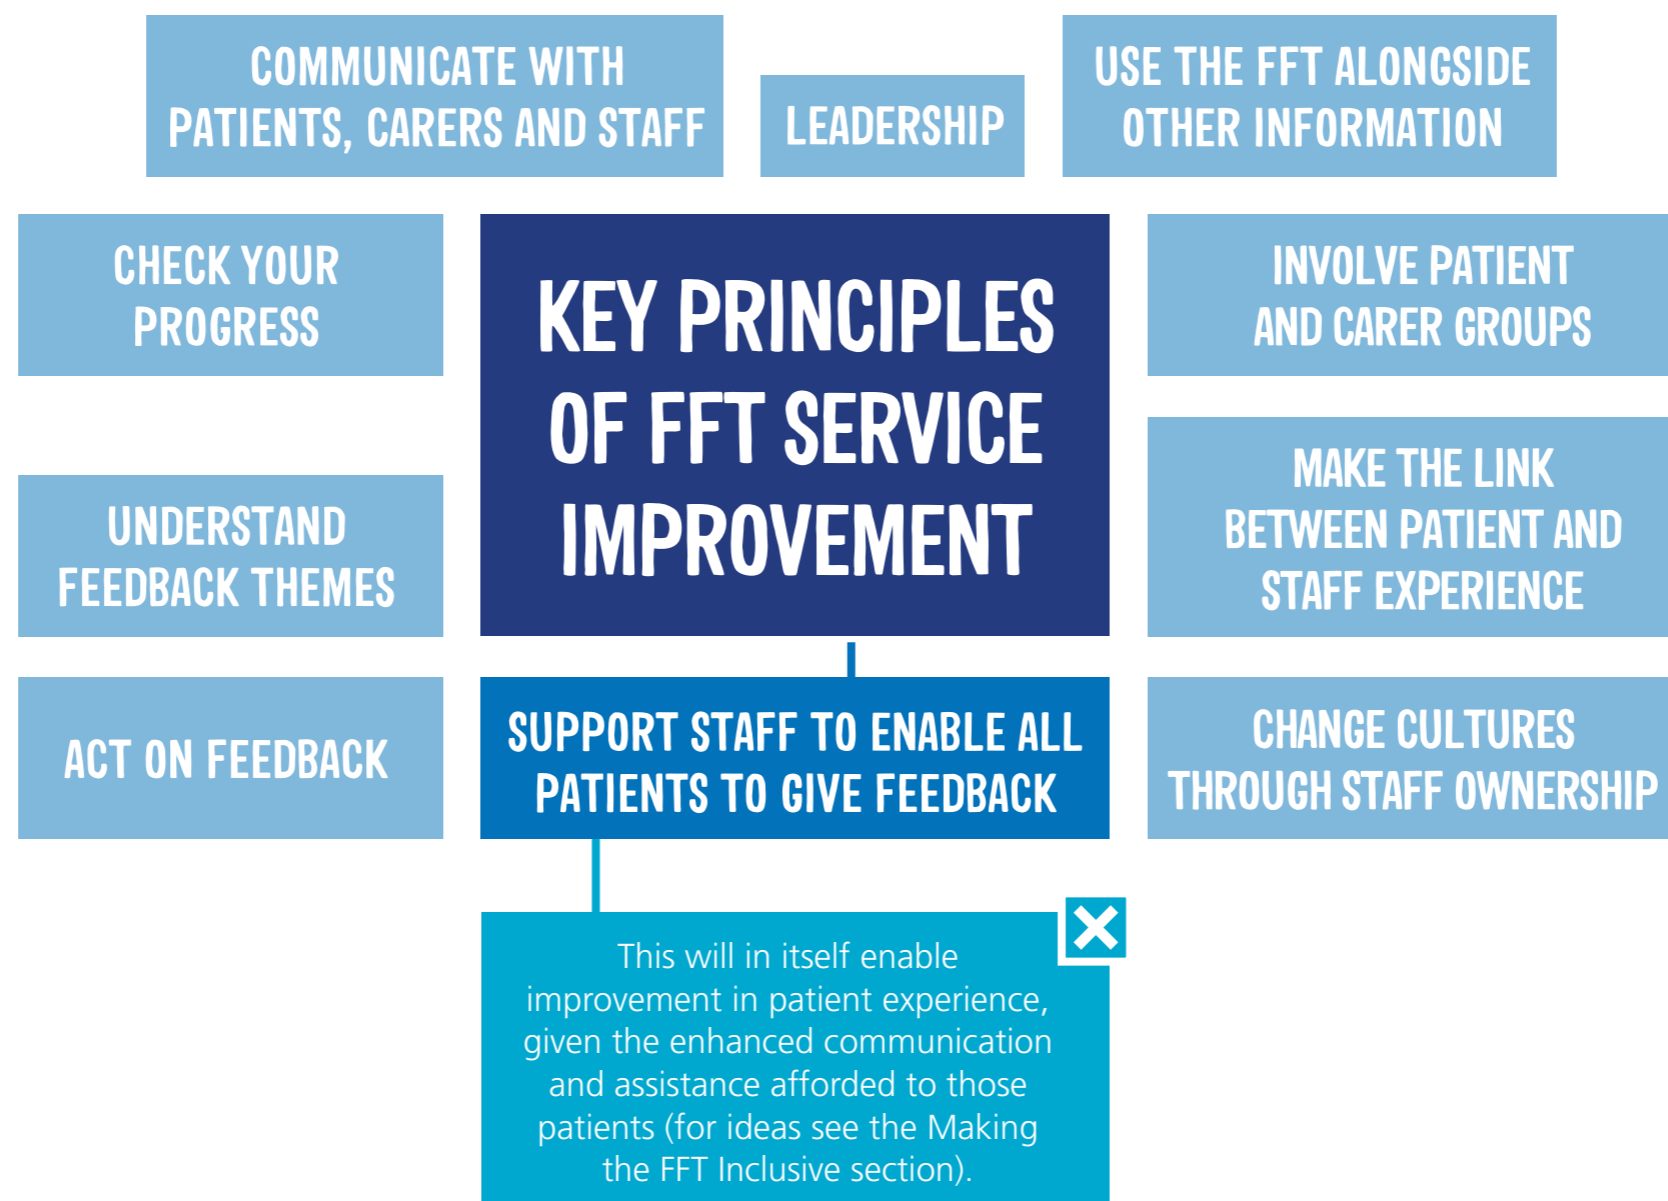 COMMUNICATE WITH
PATIENTS, CARERS AND STAFF
LEADERSHIP
USE THE FFT ALONGSIDE
OTHER INFORMATION
CHECK YOUR
PROGRESS
KEY PRINCIPLES
OF FFT SERVICE
IMPROVEMENT
INVOLVE PATIENT
AND CARER GROUPS
UNDERSTAND
FEEDBACK THEMES
MAKE THE LINK
BETWEEN PATIENT AND
STAFF EXPERIENCE
ACT ON FEEDBACK
SUPPORT STAFF TO ENABLE ALL
PATIENTS TO GIVE FEEDBACK
CHANGE CULTURES
THROUGH STAFF OWNERSHIP
This will in itself enable
improvement in patient experience,
given the enhanced communication
and assistance afforded to those
patients (for ideas see the Making
the FFT Inclusive section).